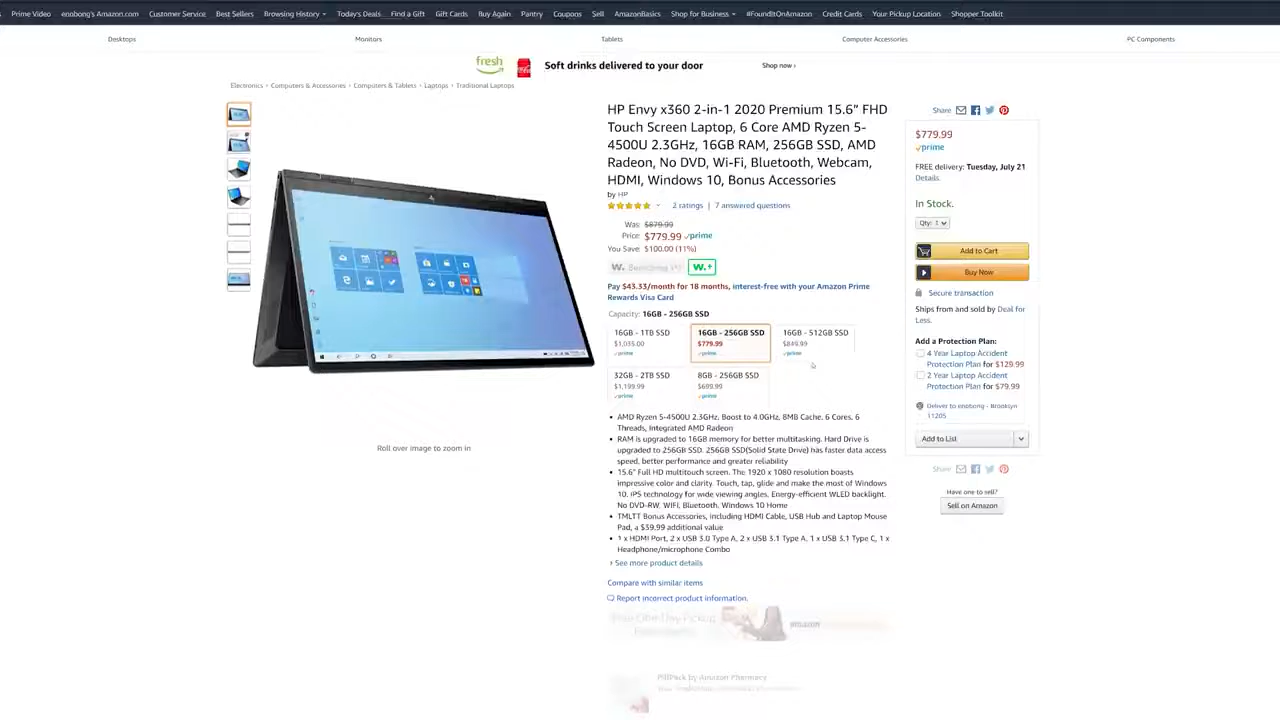 Prime Video enobong's Amazon.com Customer Service Best Sellers Browsing History Today's Deals Find a Gift Gift Cards Buy Again Pantry Coupons Sell AmazonBasics Shop for Business #FoundItOnAmazon Credit Cards Your Pickup Location Shopper Toolkit
Desktops Monitors Tablets Computer Accessories PC Components
fresh Soft drinks delivered to your door Shop now ›
Electronics › Computers & Accessories › Computers & Tablets › Laptops › Traditional Laptops
HP Envy x360 2-in-1 2020 Premium 15.6" FHD
Touch Screen Laptop, 6 Core AMD Ryzen 5-
4500U 2.3GHz, 16GB RAM, 256GB SSD, AMD
Radeon, No DVD, Wi-Fi, Bluetooth, Webcam,
HDMI, Windows 10, Bonus Accessories
by HP
2 ratings | 7 answered questions
Was: $879.99
Price: $779.99 prime
You Save: $100.00 (11%)
Pay $43.33/month for 18 months, interest-free with your Amazon Prime
Rewards Visa Card
Capacity: 16GB - 256GB SSD
16GB - 1TB SSD
$1,035.00
prime
16GB - 256GB SSD
$779.99
prime
16GB - 512GB SSD
$849.99
prime
32GB - 2TB SSD
$1,199.99
prime
8GB - 256GB SSD
$699.99
prime
• AMD Ryzen 5-4500U 2.3GHz, Boost to 4.0GHz, 8MB Cache, 6 Cores, 6
Threads, Integrated AMD Radeon
• RAM is upgraded to 16GB memory for better multitasking. Hard Drive is
upgraded to 256GB SSD. 256GB SSD(Solid State Drive) has faster data access
speed, better performance and greater reliability
• 15.6" Full HD multitouch screen. The 1920 x 1080 resolution boasts
impressive color and clarity. Touch, tap, glide and make the most of Windows
10. IPS technology for wide viewing angles. Energy-efficient WLED backlight.
No DVD-RW, WIFI, Bluetooth, Windows 10 Home
• TMLTT Bonus Accessories, including HDMI Cable, USB Hub and Laptop Mouse
Pad, a $39.99 additional value
• 1 x HDMI Port, 2 x USB 3.0 Type A, 2 x USB 3.1 Type A, 1 x USB 3.1 Type C, 1 x
Headphone/microphone Combo
› See more product details
Compare with similar items
Report incorrect product information.
amazon
PillPack by Amazon Pharmacy
Roll over image to zoom in
Share
$779.99
prime
FREE delivery: Tuesday, July 21
Details
In Stock.
Qty: 1
Add to Cart
Buy Now
Secure transaction
Ships from and sold by Deal for
Less.
Add a Protection Plan:
4 Year Laptop Accident
Protection Plan for $129.99
2 Year Laptop Accident
Protection Plan for $79.99
Deliver to enobong - Brooklyn
11205
Add to List
Share
Have one to sell?
Sell on Amazon